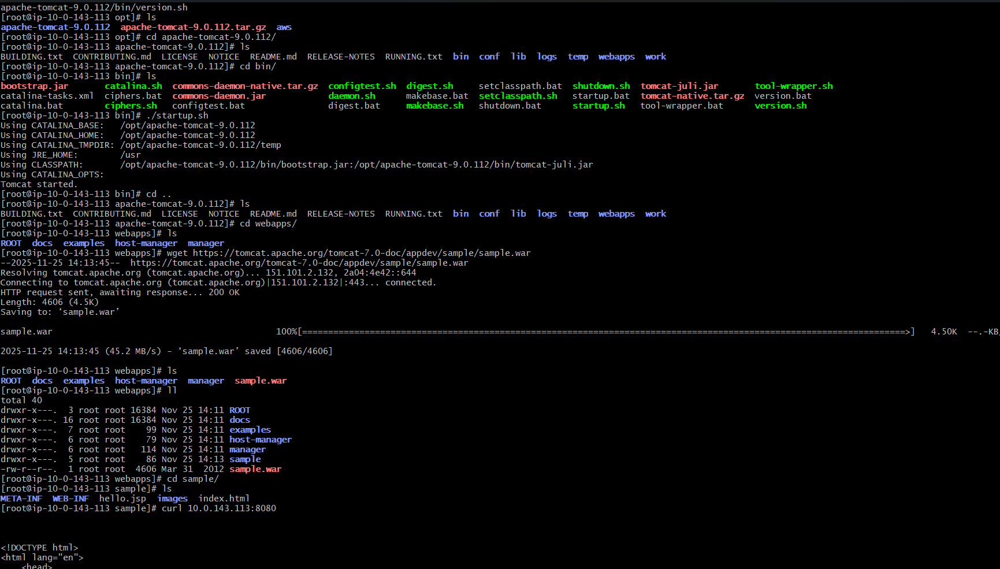 apache-tomcat-9.0.112/bin/version.sh
[root@ip-10-0-143-113 opt]# ls
apache-tomcat-9.0.112  apache-tomcat-9.0.112.tar.gz  aws
[root@ip-10-0-143-113 opt]# cd apache-tomcat-9.0.112/
[root@ip-10-0-143-113 apache-tomcat-9.0.112]# ls
BUILDING.txt  CONTRIBUTING.md  LICENSE  NOTICE  README.md  RELEASE-NOTES  RUNNING.txt  bin  conf  lib  logs  temp  webapps  work
[root@ip-10-0-143-113 apache-tomcat-9.0.112]# cd bin/
[root@ip-10-0-143-113 bin]# ls
bootstrap.jar       catalina.sh  commons-daemon-native.tar.gz  configtest.sh  digest.sh     setclasspath.bat  shutdown.sh  tomcat-juli.jar       tool-wrapper.sh
catalina-tasks.xml  ciphers.bat  commons-daemon.jar            daemon.sh      makebase.bat  setclasspath.sh   startup.bat  tomcat-native.tar.gz  version.bat
catalina.bat        ciphers.sh   configtest.bat                digest.bat     makebase.sh   shutdown.bat      startup.sh   tool-wrapper.bat      version.sh
[root@ip-10-0-143-113 bin]# ./startup.sh
Using CATALINA_BASE:   /opt/apache-tomcat-9.0.112
Using CATALINA_HOME:   /opt/apache-tomcat-9.0.112
Using CATALINA_TMPDIR: /opt/apache-tomcat-9.0.112/temp
Using JRE_HOME:        /usr
Using CLASSPATH:       /opt/apache-tomcat-9.0.112/bin/bootstrap.jar:/opt/apache-tomcat-9.0.112/bin/tomcat-juli.jar
Using CATALINA_OPTS:
Tomcat started.
[root@ip-10-0-143-113 bin]# cd ..
[root@ip-10-0-143-113 apache-tomcat-9.0.112]# ls
BUILDING.txt  CONTRIBUTING.md  LICENSE  NOTICE  README.md  RELEASE-NOTES  RUNNING.txt  bin  conf  lib  logs  temp  webapps  work
[root@ip-10-0-143-113 apache-tomcat-9.0.112]# cd webapps/
[root@ip-10-0-143-113 webapps]# ls
ROOT  docs  examples  host-manager  manager
[root@ip-10-0-143-113 webapps]# wget https://tomcat.apache.org/tomcat-7.0-doc/appdev/sample/sample.war
--2025-11-25 14:13:45--  https://tomcat.apache.org/tomcat-7.0-doc/appdev/sample/sample.war
Resolving tomcat.apache.org (tomcat.apache.org)... 151.101.2.132, 2a04:4e42::644
Connecting to tomcat.apache.org (tomcat.apache.org)|151.101.2.132|:443... connected.
HTTP request sent, awaiting response... 200 OK
Length: 4606 (4.5K)
Saving to: ‘sample.war’
sample.war                                           100%[====================================================================================================================>]   4.50K  --.-KB
2025-11-25 14:13:45 (45.2 MB/s) - ‘sample.war’ saved [4606/4606]
[root@ip-10-0-143-113 webapps]# ls
ROOT  docs  examples  host-manager  manager  sample.war
[root@ip-10-0-143-113 webapps]# ll
total 40
drwxr-x---.  3 root root 16384 Nov 25 14:11 ROOT
drwxr-x---. 16 root root 16384 Nov 25 14:11 docs
drwxr-x---.  7 root root    99 Nov 25 14:11 examples
drwxr-x---.  6 root root    79 Nov 25 14:11 host-manager
drwxr-x---.  6 root root   114 Nov 25 14:11 manager
drwxr-x---.  5 root root    86 Nov 25 14:13 sample
-rw-r--r--.  1 root root  4606 Mar 31  2012 sample.war
[root@ip-10-0-143-113 webapps]# cd sample/
[root@ip-10-0-143-113 sample]# ls
META-INF  WEB-INF  hello.jsp  images  index.html
[root@ip-10-0-143-113 sample]# curl 10.0.143.113:8080
<!DOCTYPE html>
<html lang="en">
    <head>